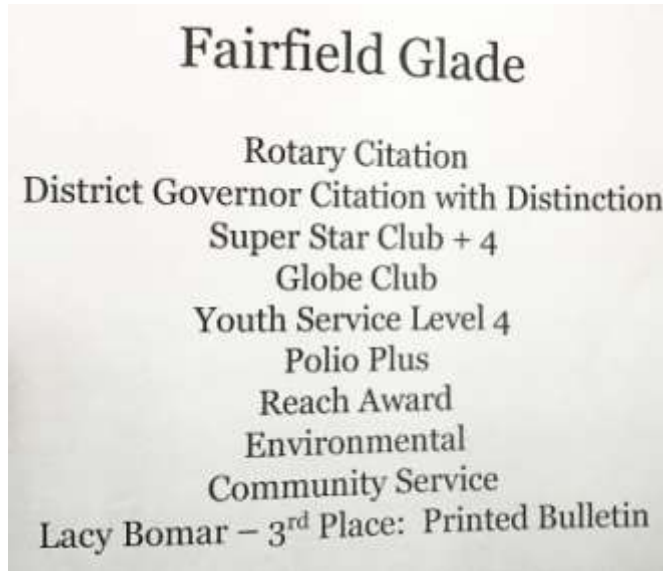 Fairfield Glade
Rotary Citation
District Governor Citation with Distinction
Super Star Club + 4
Globe Club
Youth Service Level 4
Polio Plus
Reach Award
Environmental
Community Service
Lacy Bomar – 3rd Place: Printed Bulletin